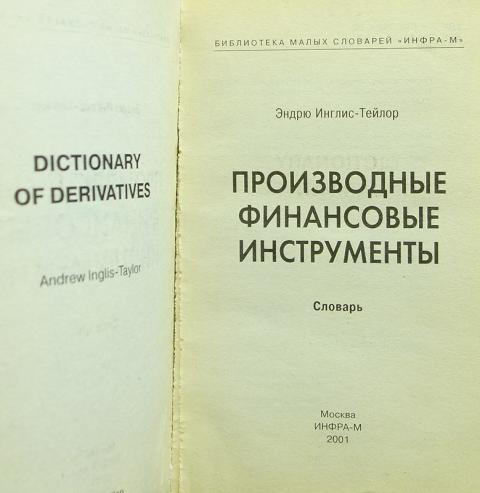 DICTIONARY
OF DERIVATIVES
Andrew Inglis-Taylor
БИБЛИОТЕКА МАЛЫХ СЛОВАРЕЙ «ИНФРА-М»
Эндрю Инглис-Тейлор
ПРОИЗВОДНЫЕ
ФИНАНСОВЫЕ
ИНСТРУМЕНТЫ
Словарь
Москва
ИНФРА-М
2001